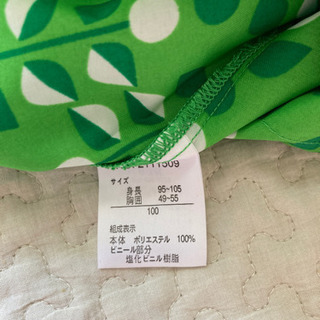 サイズ
身長 95-105
胸囲 49-55
100
組成表示
本体 ポリエステル 100%
ビニール部分
塩化ビニル樹脂